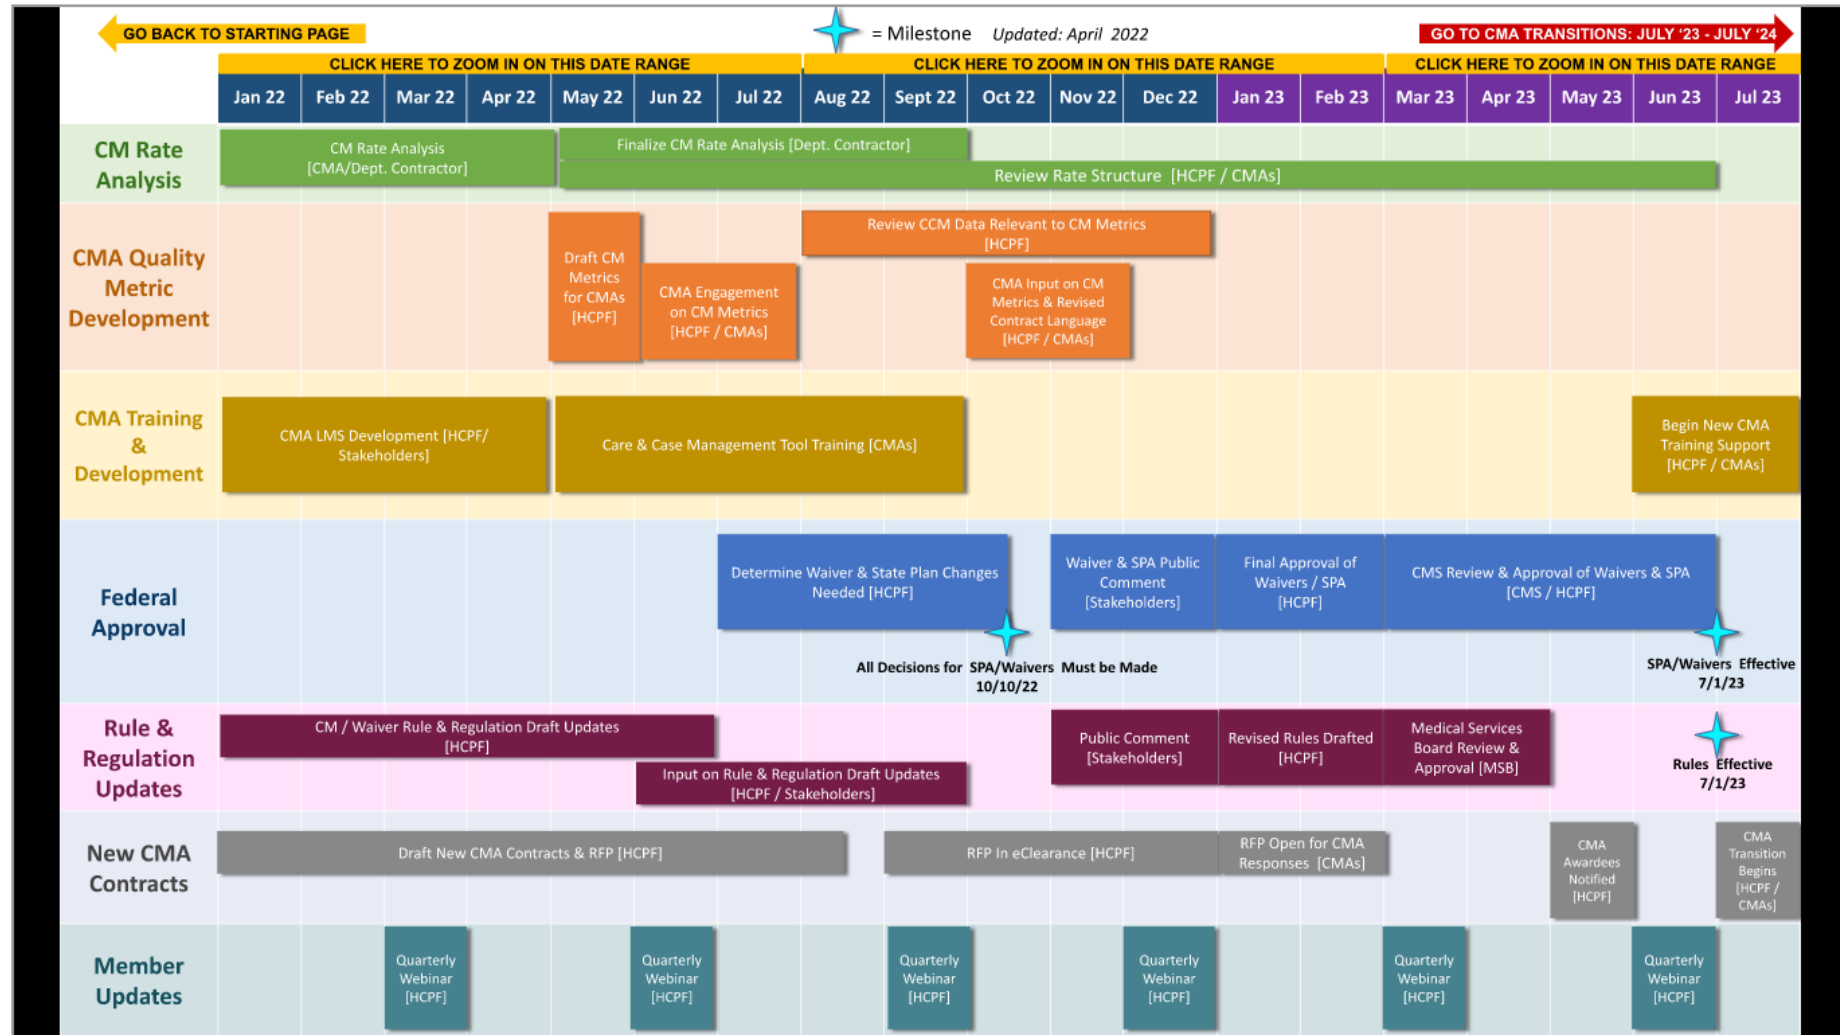 GO BACK TO STARTING PAGE
= Milestone Updated: April 2022
GO TO CMA TRANSITIONS: JULY ‘23 - JULY ‘24
CLICK HERE TO ZOOM IN ON THIS DATE RANGE
CLICK HERE TO ZOOM IN ON THIS DATE RANGE
CLICK HERE TO ZOOM IN ON THIS DATE RANGE
Jan 22 Feb 22 Mar 22 Apr 22 May 22 Jun 22 Jul 22 Aug 22 Sept 22 Oct 22 Nov 22 Dec 22 Jan 23 Feb 23 Mar 23 Apr 23 May 23 Jun 23 Jul 23
CM Rate
Analysis
CM Rate Analysis
[CMA/Dept. Contractor]
Finalize CM Rate Analysis [Dept. Contractor]
Review Rate Structure [HCPF / CMAs]
CMA Quality
Metric
Development
Draft CM
Metrics
for CMAs
[HCPF]
CMA Engagement
on CM Metrics
[HCPF / CMAs]
Review CCM Data Relevant to CM Metrics
[HCPF]
CMA Input on CM
Metrics & Revised
Contract Language
[HCPF / CMAs]
CMA Training
&
Development
CMA LMS Development [HCPF/
Stakeholders]
Care & Case Management Tool Training [CMAs]
Begin New CMA
Training Support
[HCPF / CMAs]
Federal
Approval
Determine Waiver & State Plan Changes
Needed [HCPF]
Waiver & SPA Public
Comment
[Stakeholders]
Final Approval of
Waivers / SPA
[HCPF]
CMS Review & Approval of Waivers & SPA
[CMS / HCPF]
All Decisions for SPA/Waivers Must be Made
10/10/22
SPA/Waivers Effective
7/1/23
Rule &
Regulation
Updates
CM / Waiver Rule & Regulation Draft Updates
[HCPF]
Input on Rule & Regulation Draft Updates
[HCPF / Stakeholders]
Public Comment
[Stakeholders]
Revised Rules Drafted
[HCPF]
Medical Services
Board Review &
Approval [MSB]
Rules Effective
7/1/23
New CMA
Contracts
Draft New CMA Contracts & RFP [HCPF]
RFP In eClearance [HCPF]
RFP Open for CMA
Responses [CMAs]
CMA
Awardees
Notified
[HCPF]
CMA
Transition
Begins
[HCPF /
CMAs]
Member
Updates
Quarterly
Webinar
[HCPF]
Quarterly
Webinar
[HCPF]
Quarterly
Webinar
[HCPF]
Quarterly
Webinar
[HCPF]
Quarterly
Webinar
[HCPF]
Quarterly
Webinar
[HCPF]